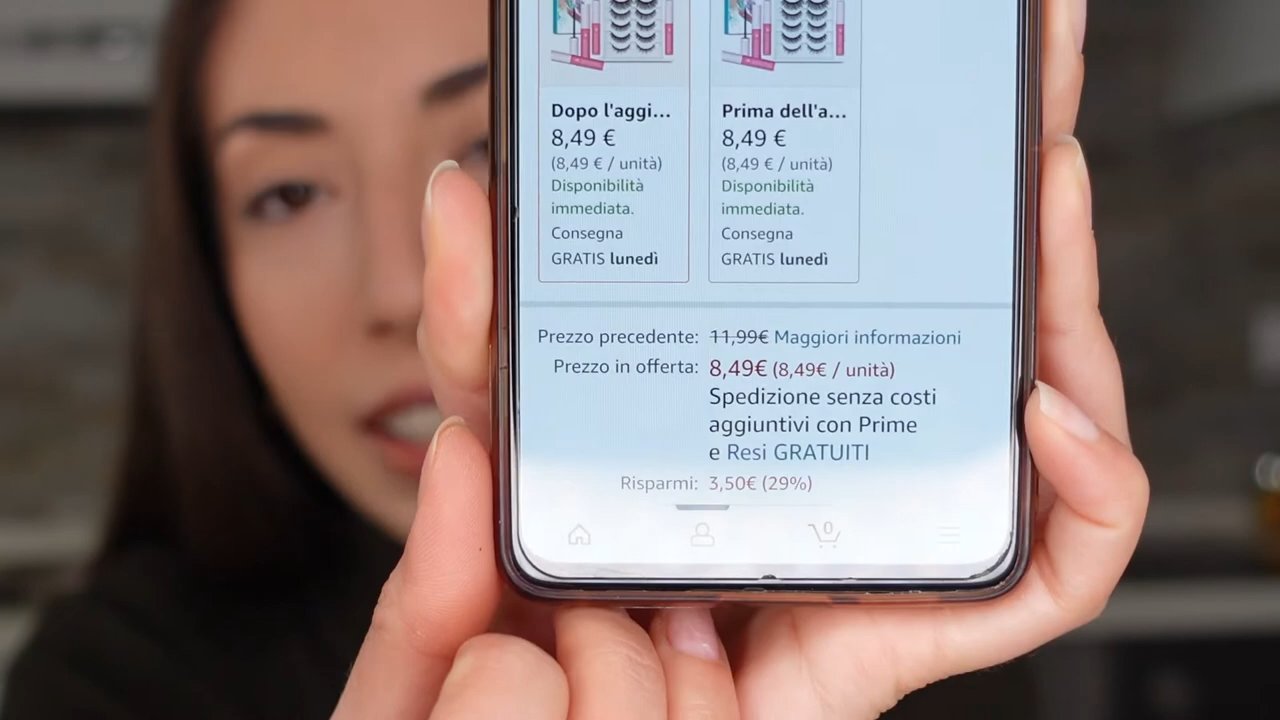 Dopo l'aggi...
8,49 €
(8,49 € / unità)
Disponibilità
immediata.
Consegna
GRATIS lunedì
Prima dell'a...
8,49 €
(8,49 € / unità)
Disponibilità
immediata.
Consegna
GRATIS lunedì
Prezzo precedente: 11,99€ Maggiori informazioni
Prezzo in offerta: 8,49€ (8,49€ / unità)
Spedizione senza costi
aggiuntivi con Prime
e Resi GRATUITI
Risparmi: 3,50€ (29%)
0